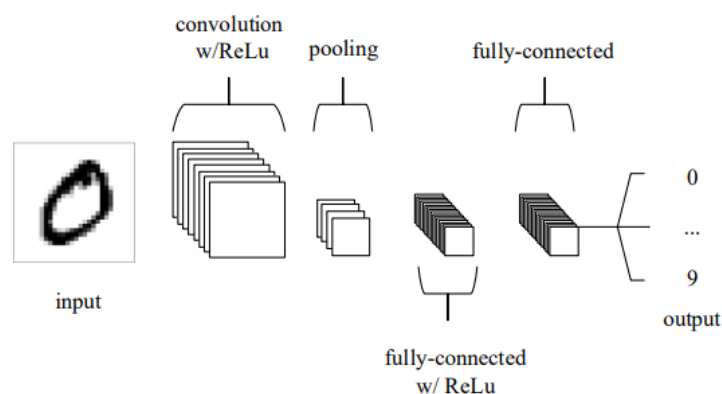 convolution
w/ReLu
pooling
fully-connected
input
fully-connected
w/ ReLu
0
...
9
output